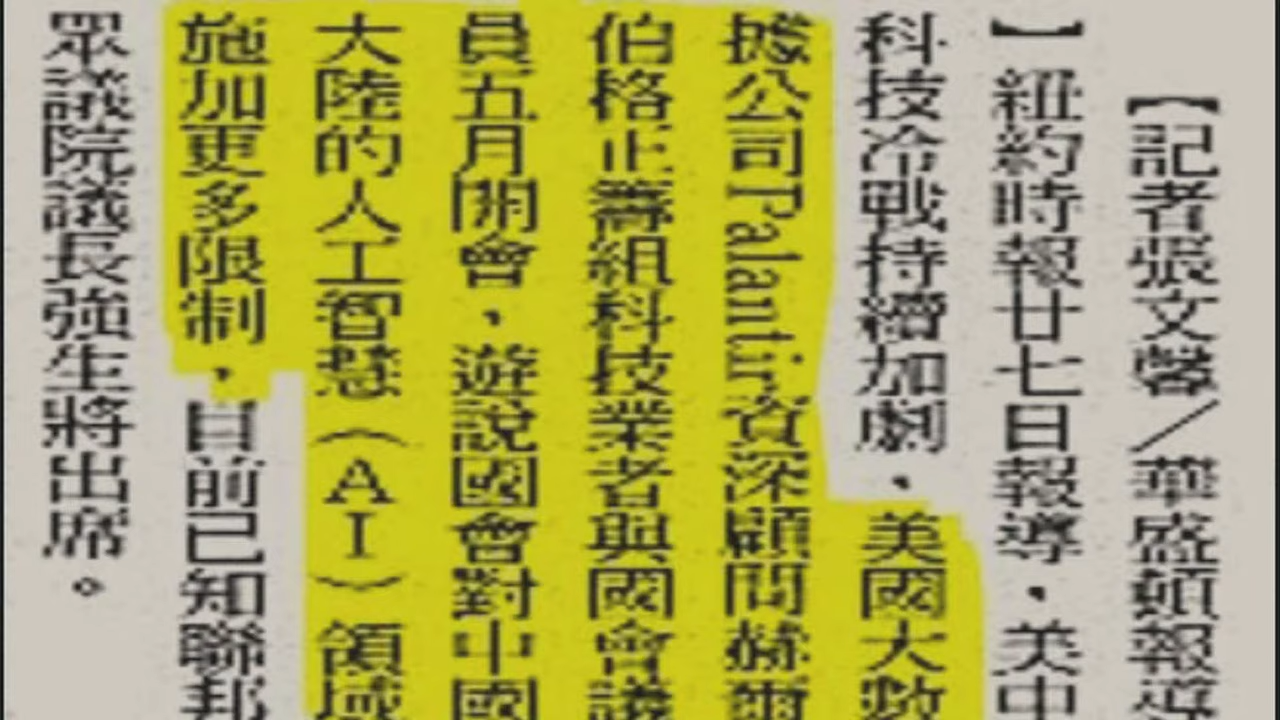 【記者張文馨／華盛頓報導
】紐約時報廿七日報導，美中
科技冷戰持續加劇，美國大數
據公司Palantir資深顧問赫爾
伯格正籌組科技業者與國會議
員五月開會，遊說國會對中國
大陸的人工智慧（AI）領域
施加更多限制，目前已知聯邦
眾議院議長強生將出席。